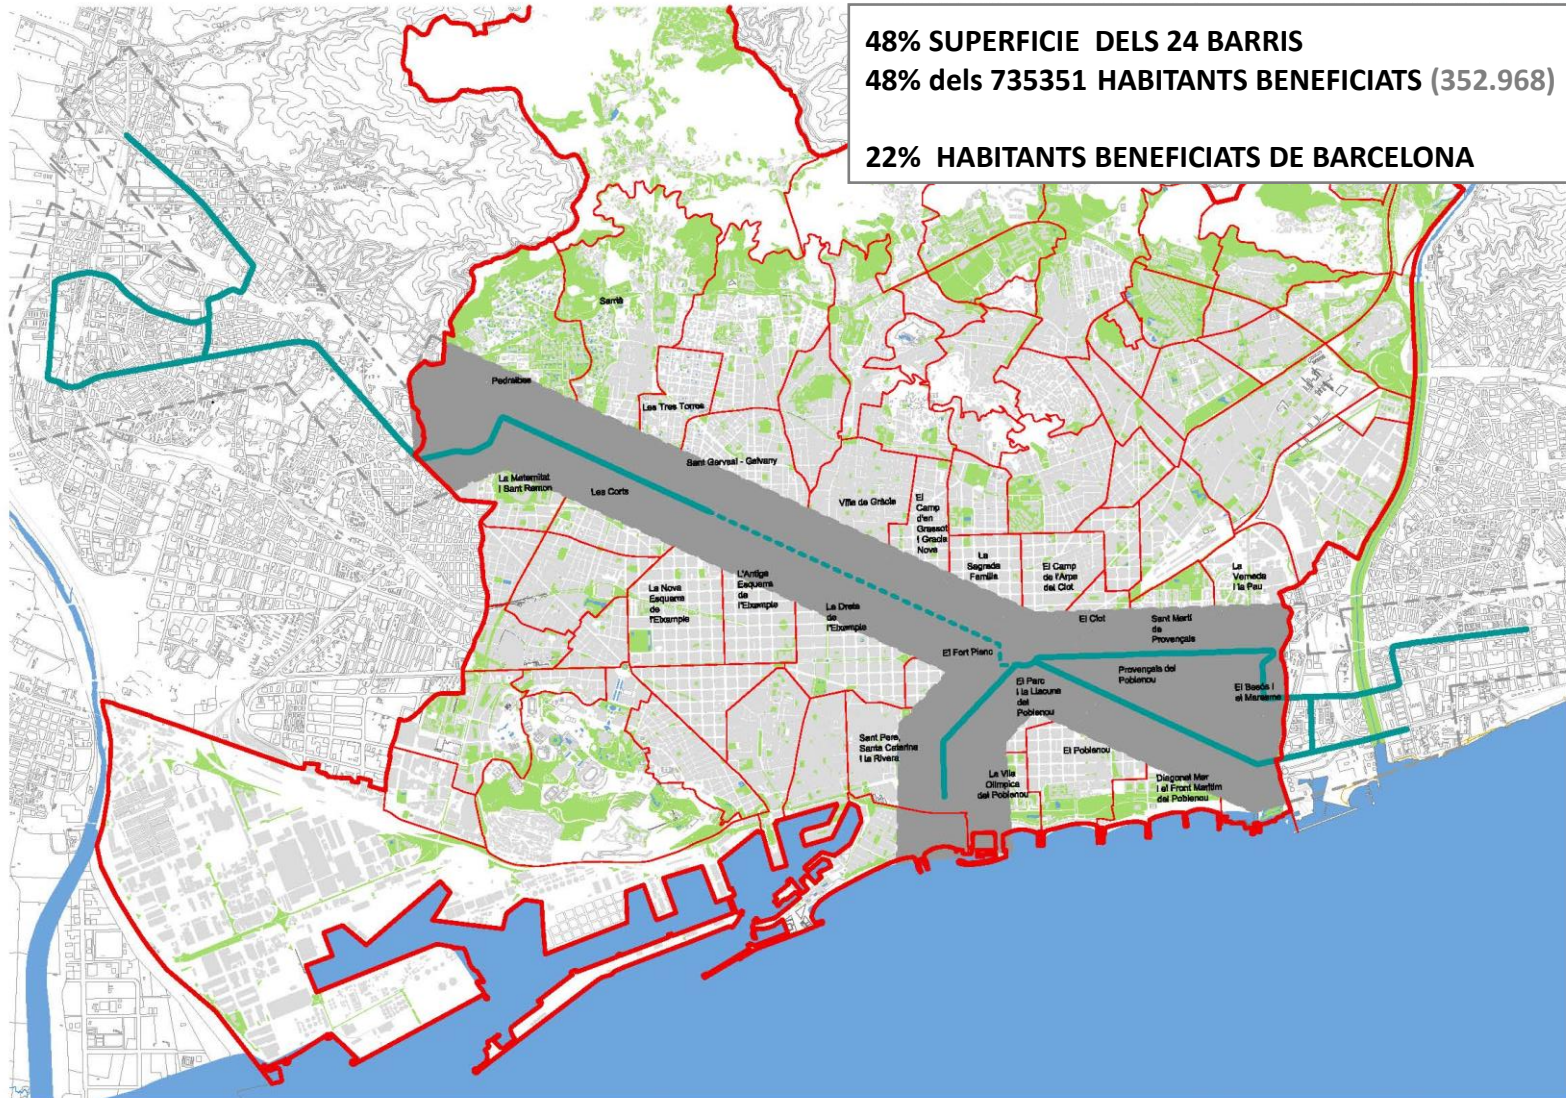 48% SUPERFICIE DELS 24 BARRIS
48% dels 735351 HABITANTS BENEFICIATS (352.968)
22% HABITANTS BENEFICIATS DE BARCELONA
Sarrià
Pedralbes
Les Tres Torres
Sant Gervasi - Galvany
La Maternitat
i Sant Ramon
Les Corts
Vila de Gràcia
El
Camp
d'en
Grassot
i Gracia
Nova
La
Sagrada
Familia
El Camp
de l'Arpa
del Clot
La
Verneda
i la Pau
La Nova
Esquerra
de
l'Eixample
L'Antiga
Esquerra
de
l'Eixample
La Dreta
de
l'Eixample
El Fort Pienc
El Clot
Sant Martí
de
Provençals
Provençals del
Poblenou
El Parc
i la Llacuna
del
Poblenou
El Besòs i
el Maresme
Sant Pere,
Santa Caterina
i la Rivera
El Poblenou
La Vila
Olímpica
del Poblenou
Diagonal Mar
i el Front Marítim
del Poblenou